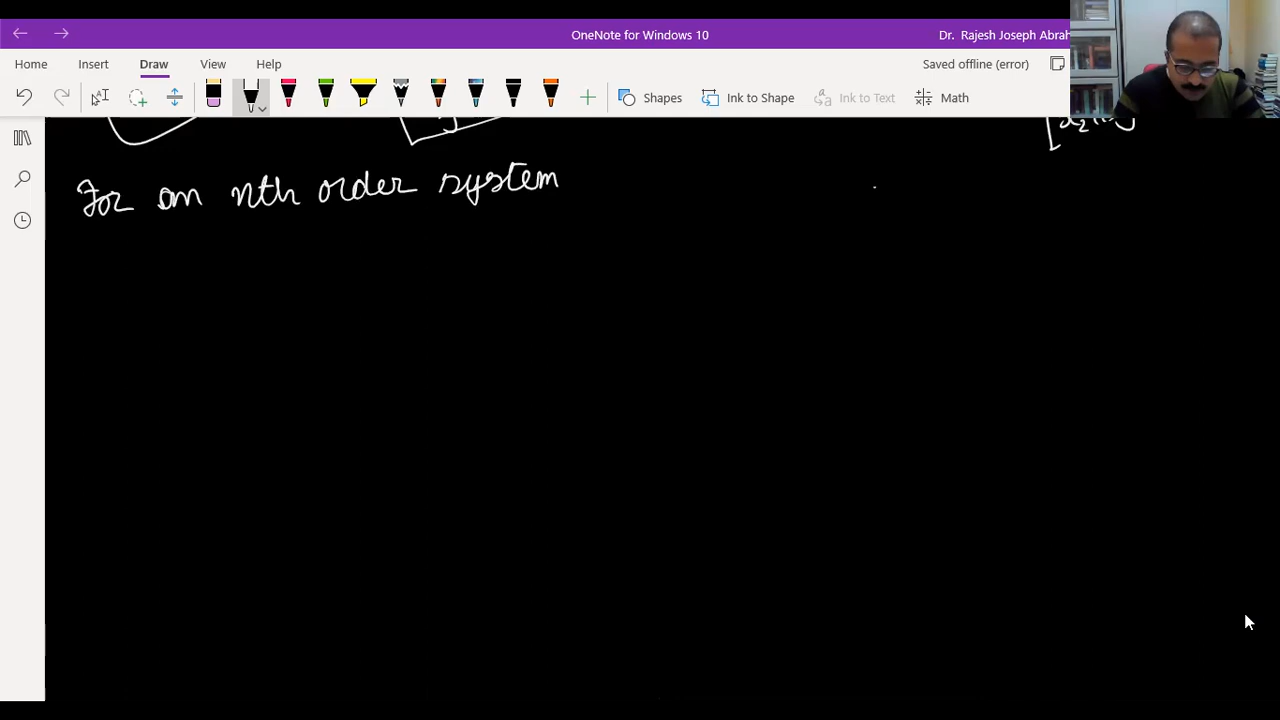 OneNote for Windows 10
Dr. Rajesh Joseph Abrah
Home Insert Draw View Help
Saved offline (error)
Shapes Ink to Shape Ink to Text Math
For an nth order system